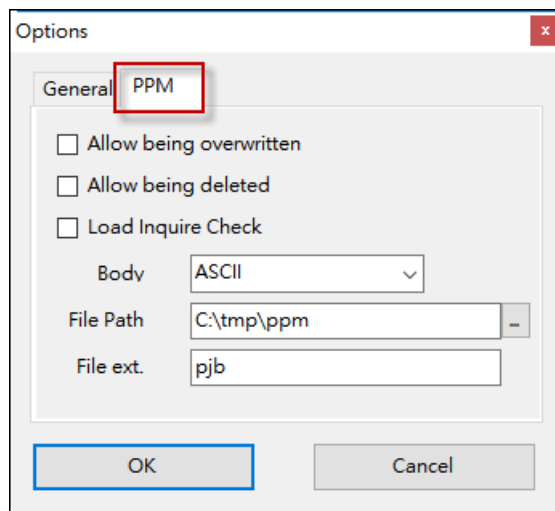 Options
x
General PPM
Allow being overwritten
Allow being deleted
Load Inquire Check
Body ASCII
File Path C:\tmp\ppm ...
File ext. pjb
OK Cancel